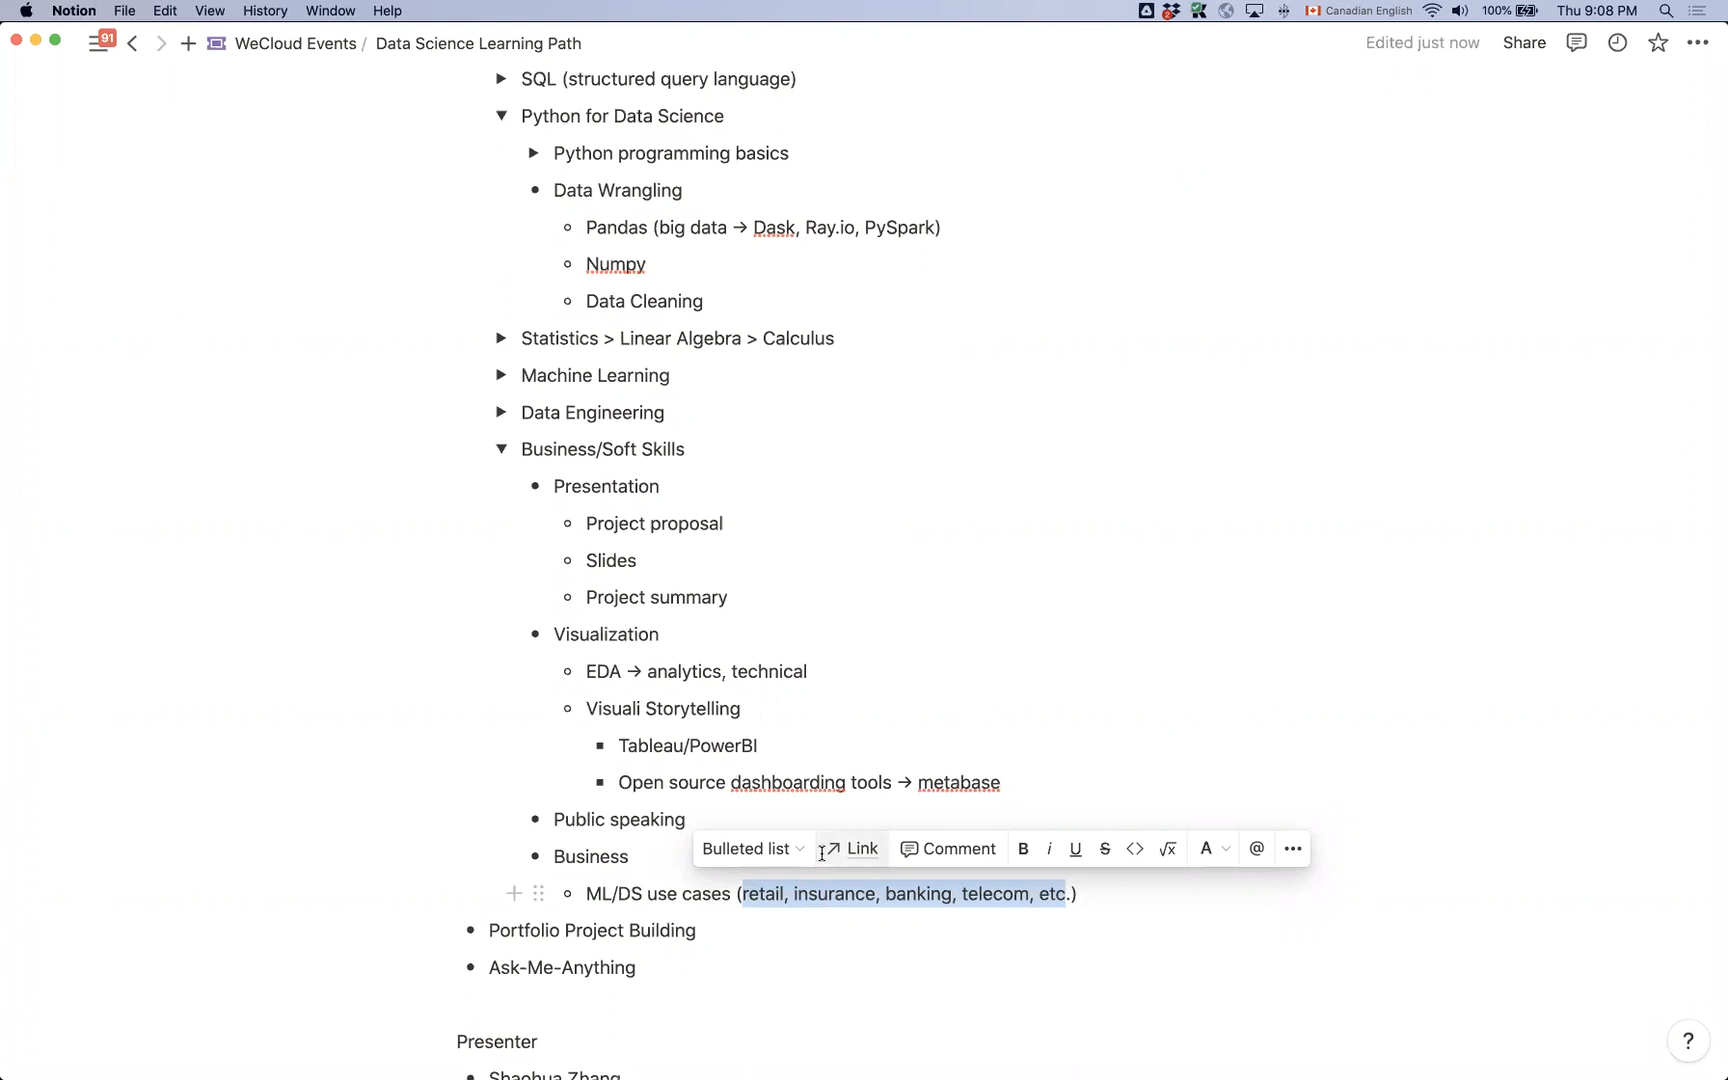 Notion File Edit View History Window Help 2 Canadian English 100% Thu 9:08 PM
91 WeCloud Events / Data Science Learning Path Edited just now Share
SQL (structured query language)
Python for Data Science
Python programming basics
Data Wrangling
Pandas (big data → Dask, Ray.io, PySpark)
Numpy
Data Cleaning
Statistics > Linear Algebra > Calculus
Machine Learning
Data Engineering
Business/Soft Skills
Presentation
Project proposal
Slides
Project summary
Visualization
EDA → analytics, technical
Visuali Storytelling
Tableau/PowerBI
Open source dashboarding tools → metabase
Public speaking
Bulleted list Link Comment B i U S <> √x A @
Business
ML/DS use cases (retail, insurance, banking, telecom, etc.)
Portfolio Project Building
Ask-Me-Anything
Presenter
Shaohua Zhang
?